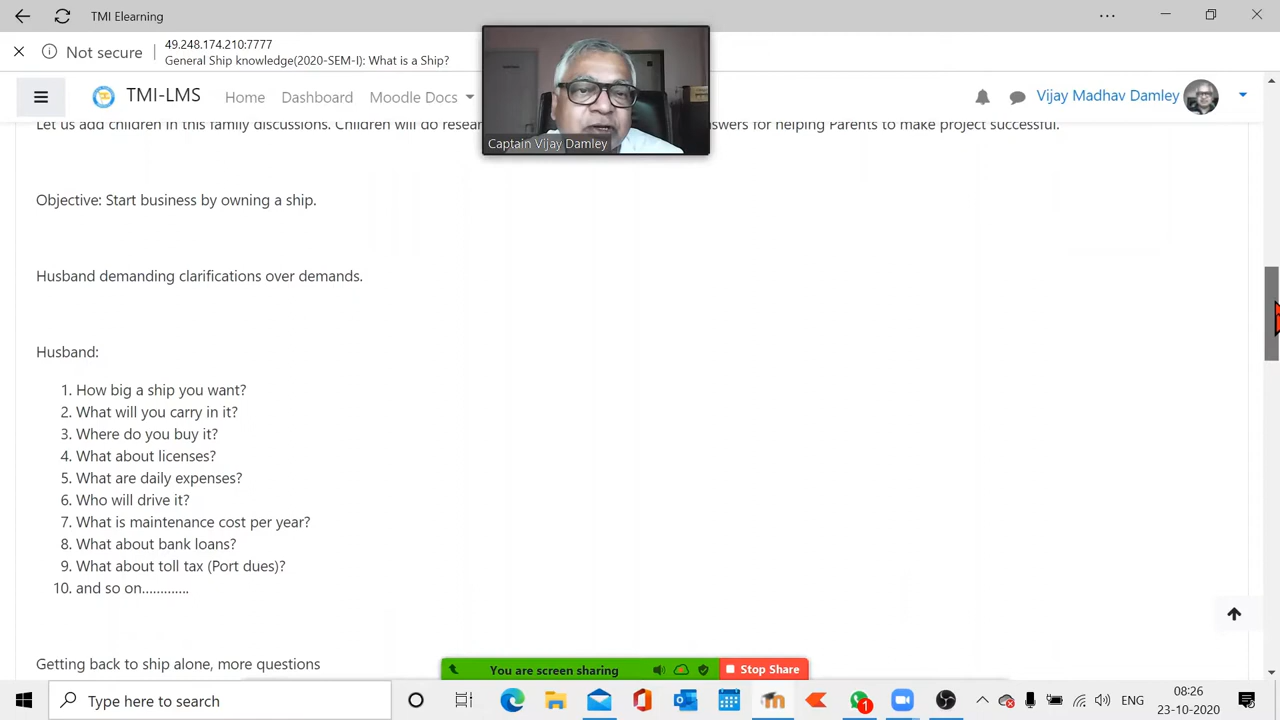 TMI Elearning
Not secure
49.248.174.210:7777
General Ship knowledge(2020-SEM-I): What is a Ship?
TMI-LMS
Home
Dashboard
Moodle Docs
Vijay Madhav Damley
Captain Vijay Damley
Let us add children in this family discussions. Children will do resear
swers for helping Parents to make project successful.
Objective: Start business by owning a ship.
Husband demanding clarifications over demands.
Husband:
1. How big a ship you want?
2. What will you carry in it?
3. Where do you buy it?
4. What about licenses?
5. What are daily expenses?
6. Who will drive it?
7. What is maintenance cost per year?
8. What about bank loans?
9. What about toll tax (Port dues)?
10. and so on.............
Getting back to ship alone, more questions
You are screen sharing
Stop Share
Type here to search
1
ENG
08:26
23-10-2020